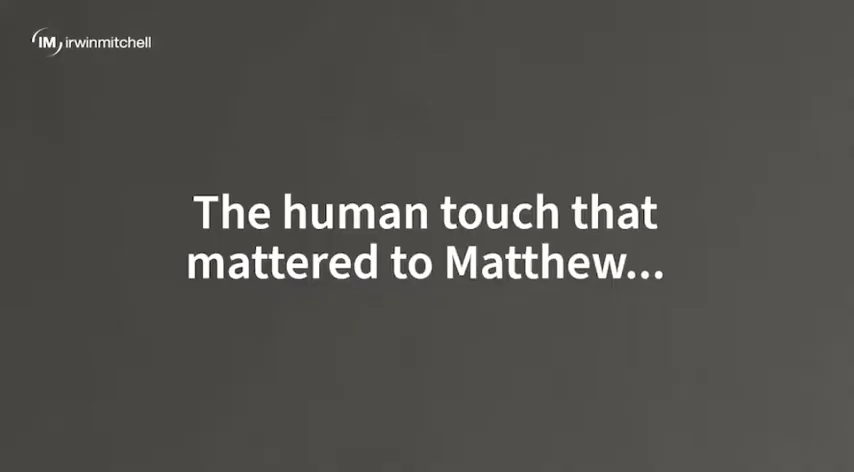 IM irwinmitchell
The human touch that
mattered to Matthew...